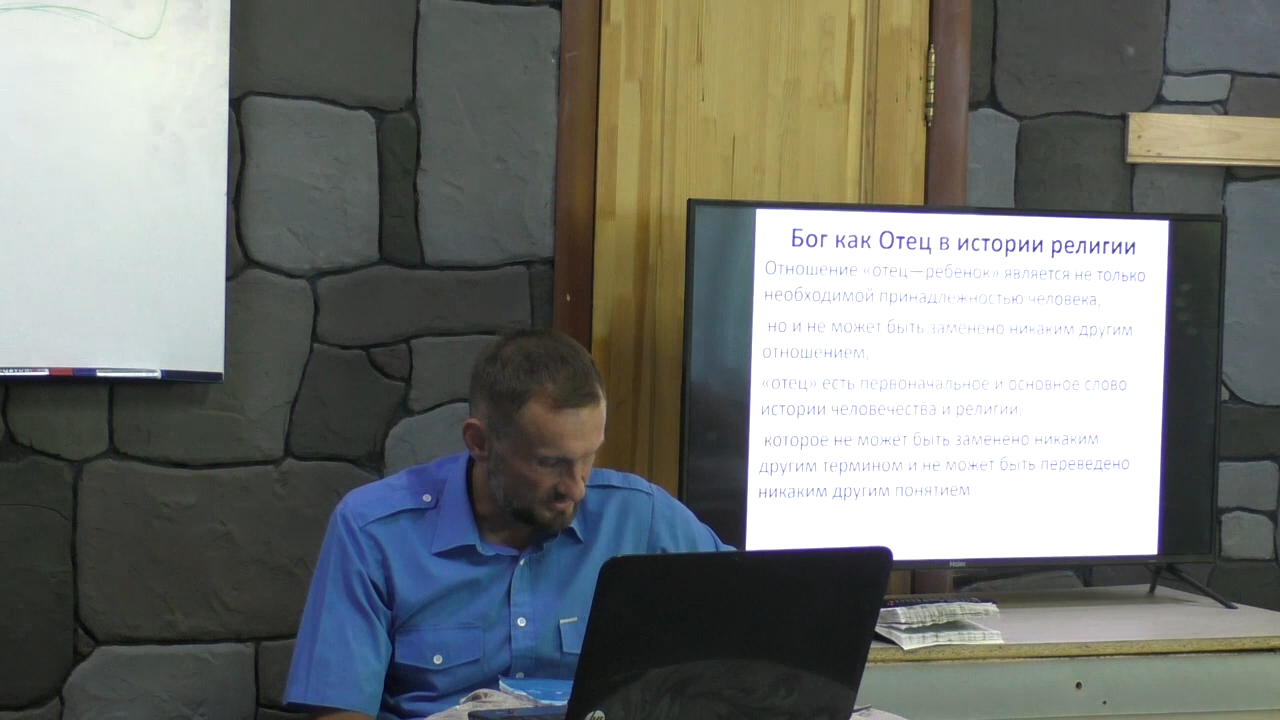 Бог как Отец в истории религии
Отношение «отец—ребенок» является не только
необходимой принадлежностью человека,
но и не может быть заменено никаким другим
отношением,
«отец» есть первоначальное и основное слово
истории человечества и религии,
которое не может быть заменено никаким
другим термином и не может быть переведено
никаким другим понятием
Haier
hp